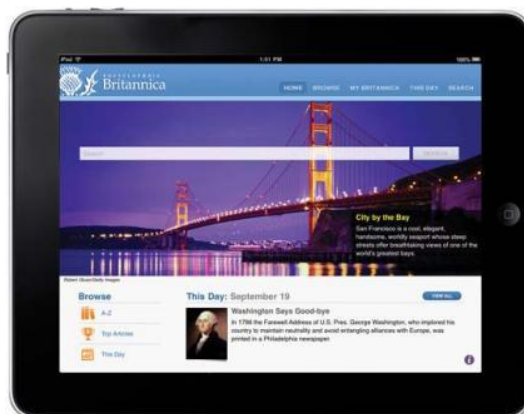 iPad 1:51 PM 100%
ENCYCLOPÆDIA
Britannica
HOME BROWSE MY BRITANNICA THIS DAY SEARCH
Search
City by the Bay
San Francisco is a cool, elegant,
handsome, worldly seaport whose steep
streets offer breathtaking views of one of the
world's greatest bays.
Browse
A-Z
Top Articles
This Day
This Day: September 19
VIEW ALL
Washington Says Good-bye
In 1796 the Farewell Address of U.S. Pres. George Washington, who implored his
country to maintain neutrality and avoid entangling alliances with Europe, was
printed in a Philadelphia newspaper.